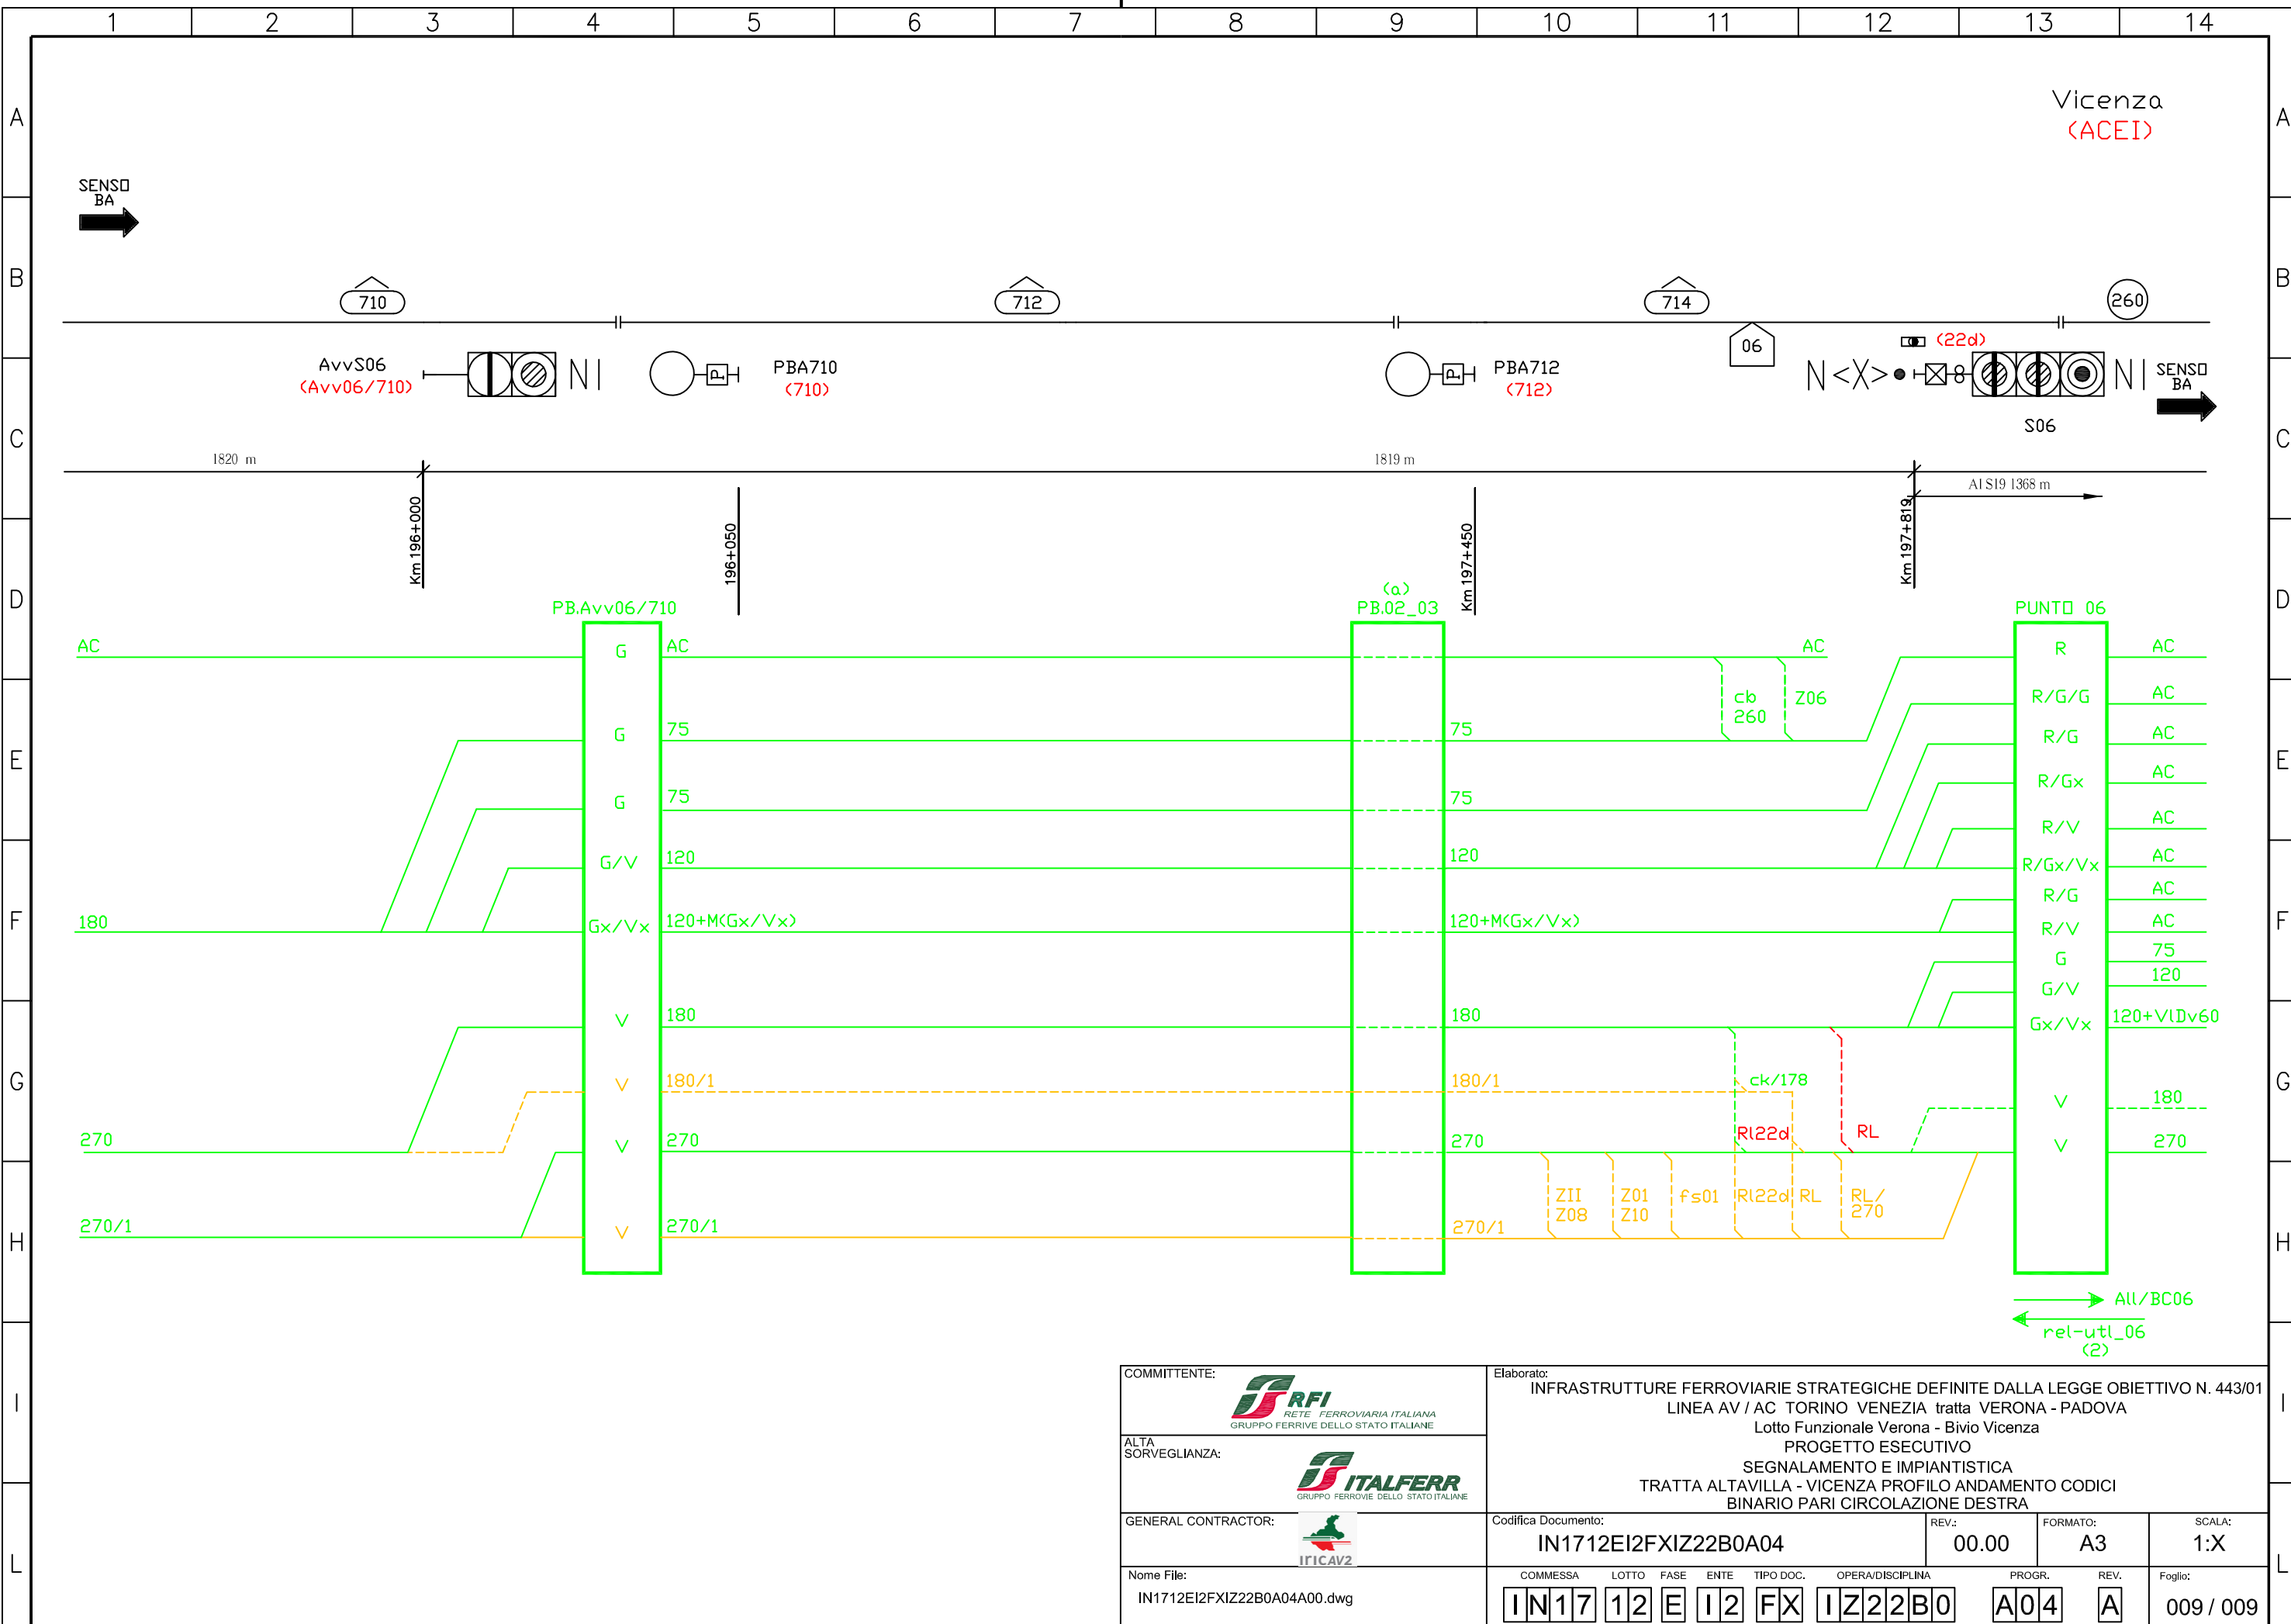 1 2 3 4 5 6 7 8 9 10 11 12 13 14
A A
Vicenza
(ACEI)
SENSO
BA
B B
710 712 714 260
06
(22d)
AvvS06
(Avv06/710)
NI
P
PBA710
(710)
P
PBA712
(712)
N<X>
NI
SENSO
BA
S06
C C
1820 m
1819 m
AI S19 1368 m
Km 196+000
196+050
Km 197+450
Km 197+819
D D
PB.Avv06/710
(a)
PB.02_03
PUNTO 06
AC G AC AC R AC
cb
260
Z06
R/G/G AC
G 75 75 R/G AC
E E
R/Gx AC
G 75 75
R/V AC
G/V 120 120 R/Gx/Vx AC
R/G AC
F F
180 Gx/Vx 120+M(Gx/Vx) 120+M(Gx/Vx) R/V AC
G 75
G/V 120
V 180 180 Gx/Vx 120+VlDv60
G G
V 180/1 180/1 ck/178
V 180
270 V 270 270 Rl22d RL V 270
ZII
Z08
Z01
Z10
fs01
Rl22d
RL
RL/
270
H H
270/1 V 270/1 270/1
All/BC06
rel-utl_06
(2)
I I
L L
COMMITTENTE:
RFI
RETE FERROVIARIA ITALIANA
GRUPPO FERRIVE DELLO STATO ITALIANE
ALTA
SORVEGLIANZA:
ITALFERR
GRUPPO FERROVIE DELLO STATO ITALIANE
GENERAL CONTRACTOR:
IricAV2
Nome File:
IN1712EI2FXIZ22B0A04A00.dwg
Elaborato:
INFRASTRUTTURE FERROVIARIE STRATEGICHE DEFINITE DALLA LEGGE OBIETTIVO N. 443/01
LINEA AV / AC TORINO VENEZIA tratta VERONA - PADOVA
Lotto Funzionale Verona - Bivio Vicenza
PROGETTO ESECUTIVO
SEGNALAMENTO E IMPIANTISTICA
TRATTA ALTAVILLA - VICENZA PROFILO ANDAMENTO CODICI
BINARIO PARI CIRCOLAZIONE DESTRA
Codifica Documento:
IN1712EI2FXIZ22B0A04
REV.:
00.00
FORMATO:
A3
SCALA:
1:X
COMMESSA LOTTO FASE ENTE TIPO DOC. OPERA/DISCIPLINA PROGR. REV.
IN17 12 E I2 FX IZ22B0 A04 A
Foglio:
009 / 009